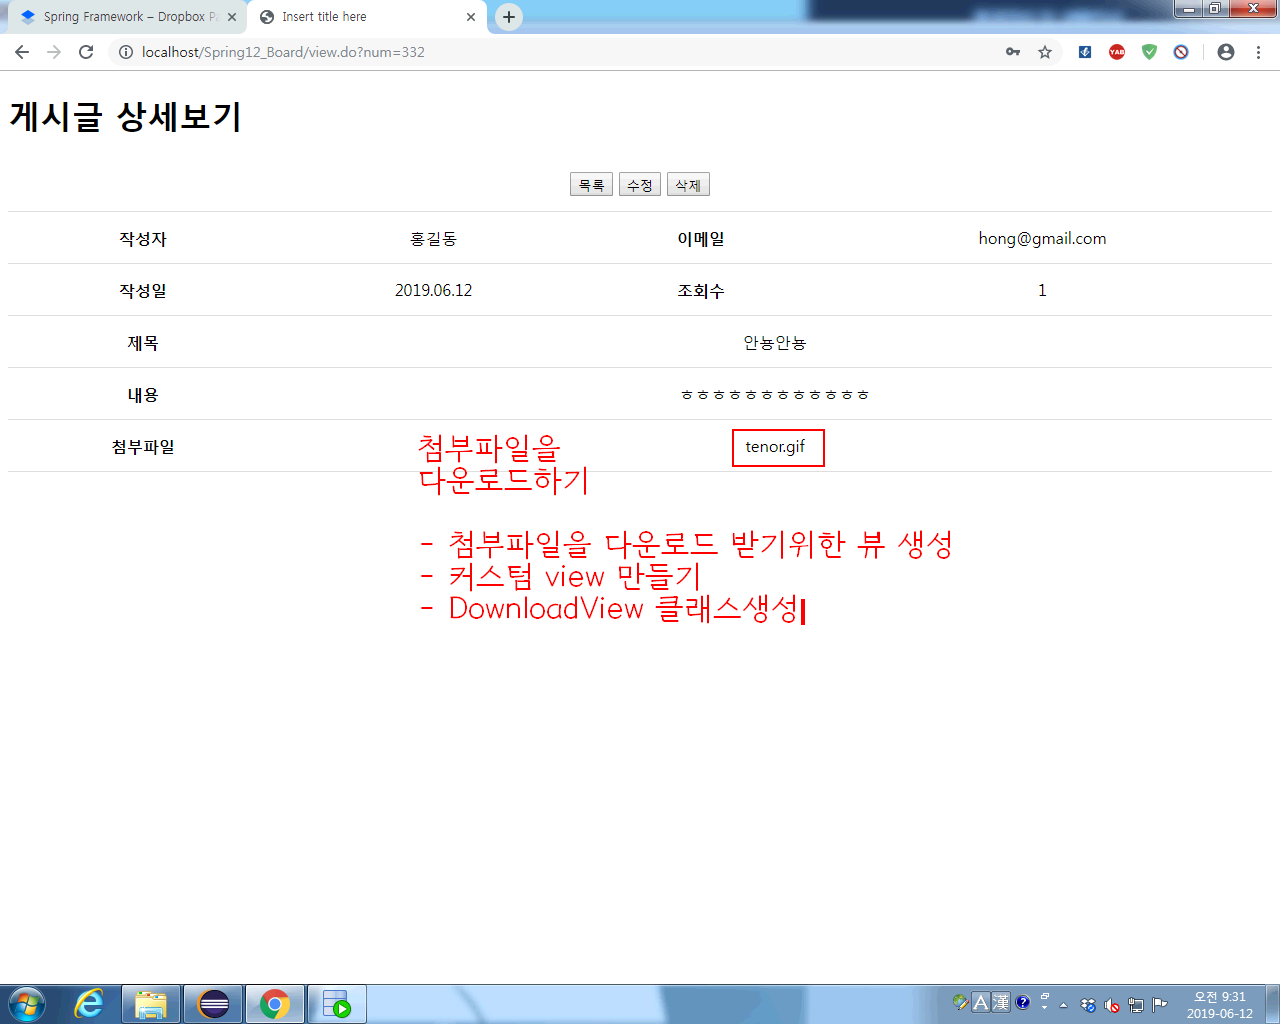 Spring Framework – Dropbox Pa
Insert title here
localhost/Spring12_Board/view.do?num=332
YAB
게시글 상세보기
목록 수정 삭제
작성자 홍길동 이메일 hong@gmail.com
작성일 2019.06.12 조회수 1
제목 안뇽안뇽
내용 ㅎㅎㅎㅎㅎㅎㅎㅎㅎㅎㅎㅎ
첨부파일 tenor.gif
첨부파일을
다운로드하기
- 첨부파일을 다운로드 받기위한 뷰 생성
- 커스텀 view 만들기
- DownloadView 클래스생성
A 漢
오전 9:31
2019-06-12